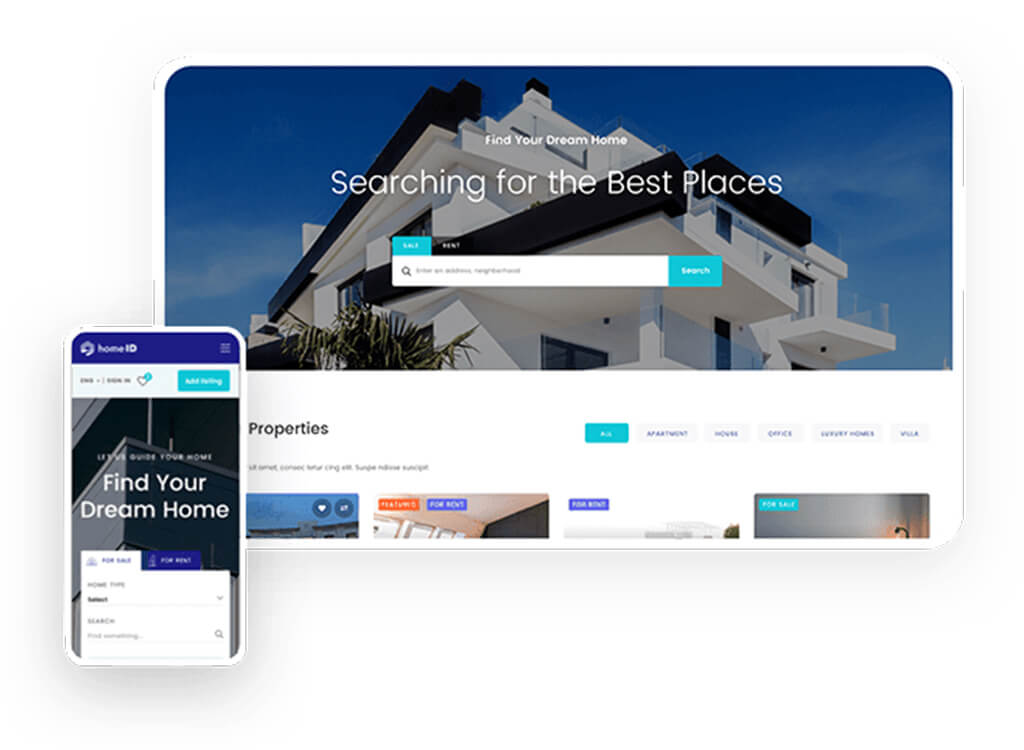 Find Your Dream Home
Searching for the Best Places
SALE RENT
Enter an address, neighborhood Search
Properties ALL APARTMENT HOUSE OFFICE LUXURY HOMES VILLA
sit amet, consec tetur cing elit. Suspe ndisse suscipit
FEATURED FOR RENT FOR RENT FOR SALE
homeID
ENG | SIGN IN Add listing
LET US GUIDE YOUR HOME
Find Your
Dream Home
FOR SALE FOR RENT
HOME TYPE
Select
SEARCH
Find something...